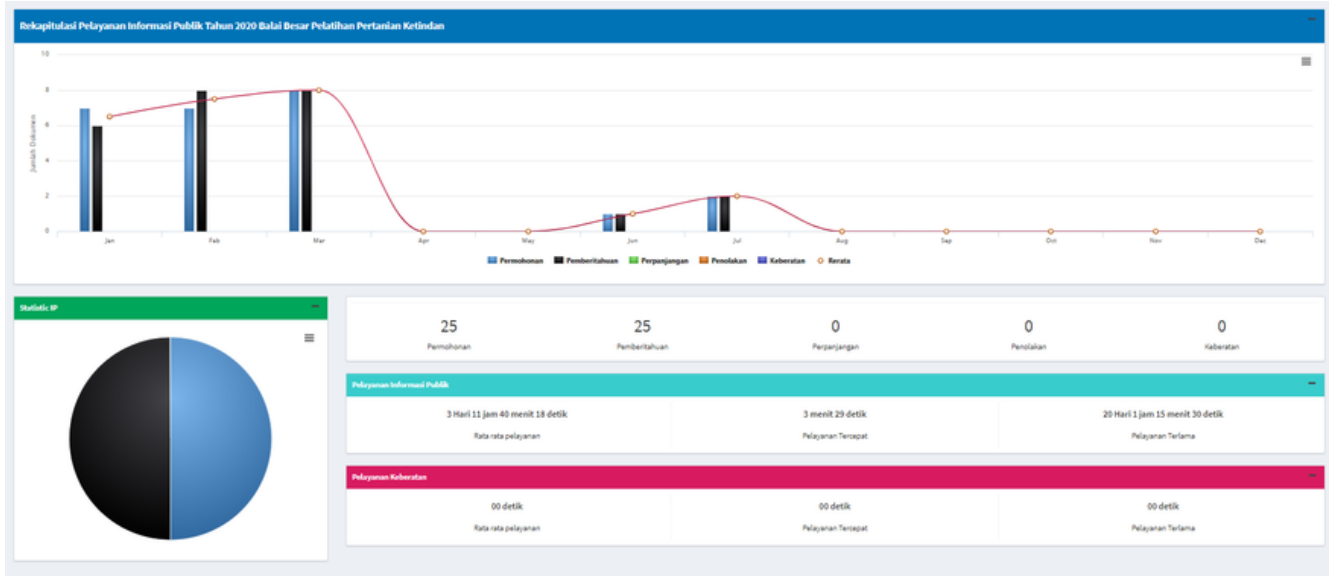 Rekapitulasi Pelayanan Informasi Publik Tahun 2020 Balai Besar Pelatihan Pertanian Ketindan
10
8
6
4
2
0
Jumlah Dokumen
Jan Feb Mar Apr May Jun Jul Aug Sep Oct Nov Dec
Permohonan Pemberitahuan Perpanjangan Penolakan Keberatan Rerata
Statistic IP
25 25 0 0 0
Permohonan Pemberitahuan Perpanjangan Penolakan Keberatan
Pelayanan Informasi Publik
3 Hari 11 jam 40 menit 18 detik 3 menit 29 detik 20 Hari 1 jam 15 menit 30 detik
Rata rata pelayanan Pelayanan Tercepat Pelayanan Terlama
Pelayanan Keberatan
00 detik 00 detik 00 detik
Rata rata pelayanan Pelayanan Tercepat Pelayanan Terlama